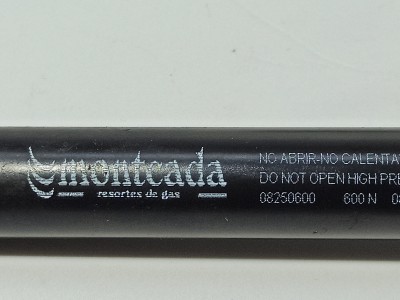 montcada
resortes de gas
NO ABRIR-NO CALENTA
DO NOT OPEN HIGH PRE
08250600 600 N